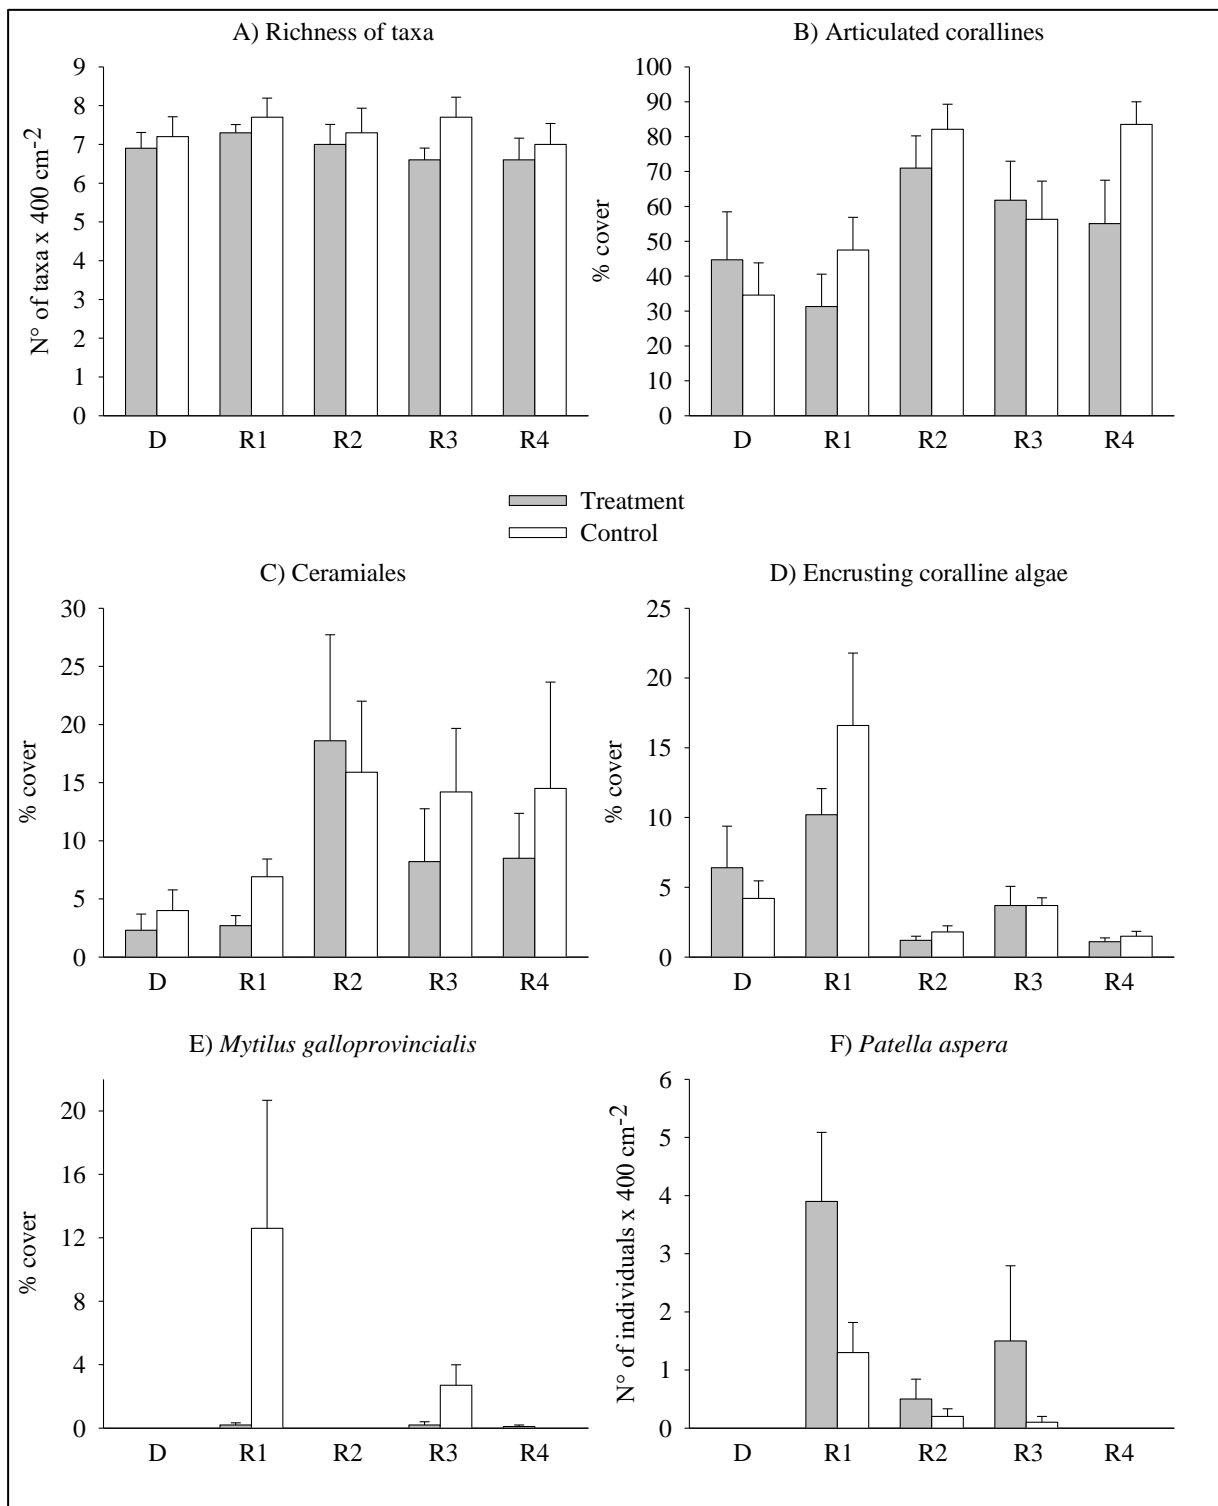 A) Richness of taxa
N° of taxa x 400 cm-2
9
8
7
6
5
4
3
2
1
0
D R1 R2 R3 R4
B) Articulated corallines
% cover
100
90
80
70
60
50
40
30
20
10
0
D R1 R2 R3 R4
Treatment
Control
C) Ceramiales
% cover
30
25
20
15
10
5
0
D R1 R2 R3 R4
D) Encrusting coralline algae
% cover
25
20
15
10
5
0
D R1 R2 R3 R4
E) Mytilus galloprovincialis
% cover
20
16
12
8
4
0
D R1 R2 R3 R4
F) Patella aspera
N° of individuals x 400 cm-2
6
5
4
3
2
1
0
D R1 R2 R3 R4